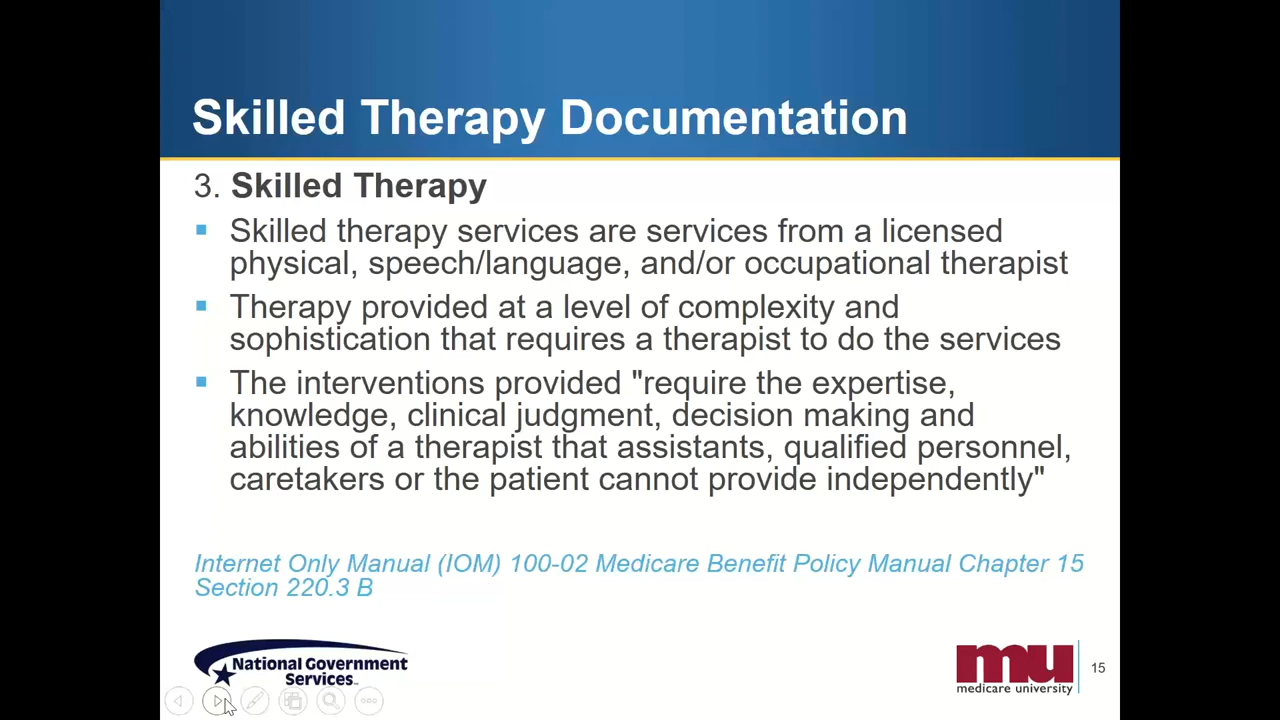 Skilled Therapy Documentation
3. Skilled Therapy
Skilled therapy services are services from a licensed
physical, speech/language, and/or occupational therapist
Therapy provided at a level of complexity and
sophistication that requires a therapist to do the services
The interventions provided "require the expertise,
knowledge, clinical judgment, decision making and
abilities of a therapist that assistants, qualified personnel,
caretakers or the patient cannot provide independently"
Internet Only Manual (IOM) 100-02 Medicare Benefit Policy Manual Chapter 15
Section 220.3 B
National Government
Services
mu
medicare university
15